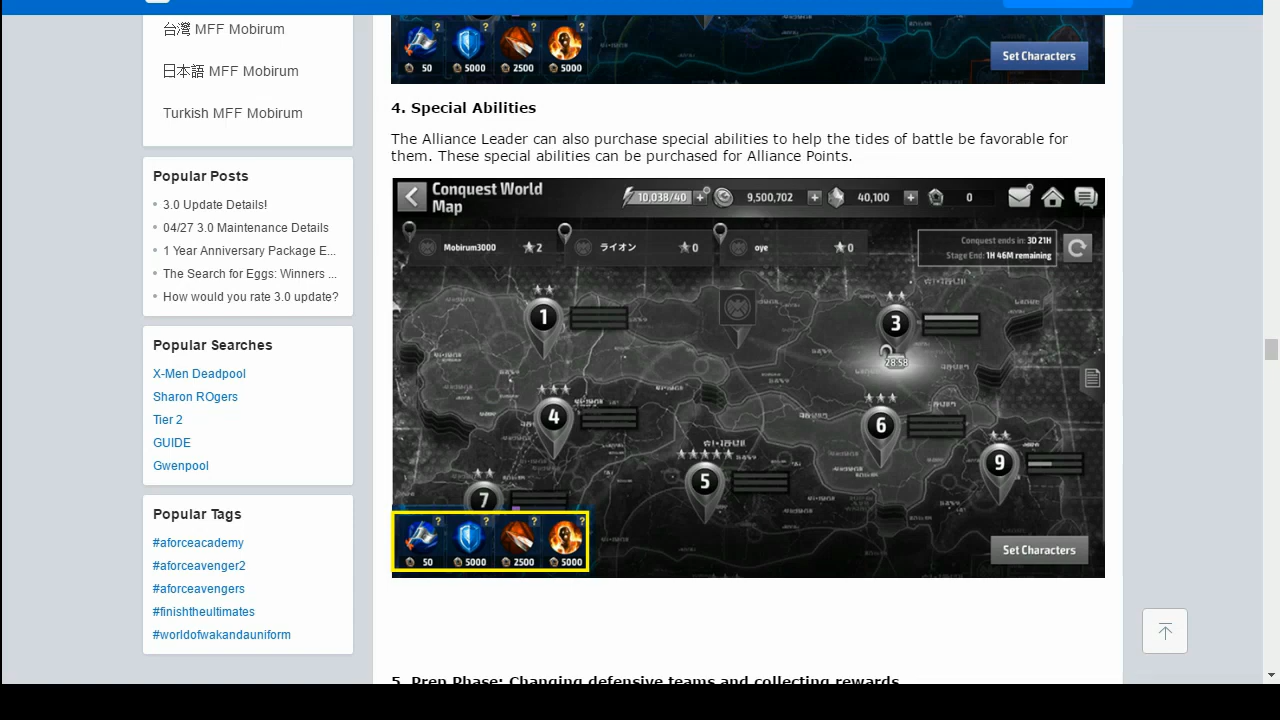 台灣 MFF Mobirum
日本語 MFF Mobirum
Turkish MFF Mobirum
Popular Posts
3.0 Update Details!
04/27 3.0 Maintenance Details
1 Year Anniversary Package E...
The Search for Eggs: Winners ...
How would you rate 3.0 update?
Popular Searches
X-Men Deadpool
Sharon ROgers
Tier 2
GUIDE
Gwenpool
Popular Tags
#aforceacademy
#aforceavenger2
#aforceavengers
#finishtheultimates
#worldofwakandauniform
? ? ? ?
50 5000 2500 5000
Set Characters
4. Special Abilities
The Alliance Leader can also purchase special abilities to help the tides of battle be favorable for
them. These special abilities can be purchased for Alliance Points.
Conquest World
Map
10,038/40
9,500,702
40,100
0
Mobirum3000 2
ライオン 0
oye 0
Conquest ends in: 3D 21H
Stage End: 1H 46M remaining
1
3
28:58
4
6
5
9
7
? ? ? ?
50 5000 2500 5000
Set Characters
5. Prep Phase: Changing defensive teams and collecting rewards